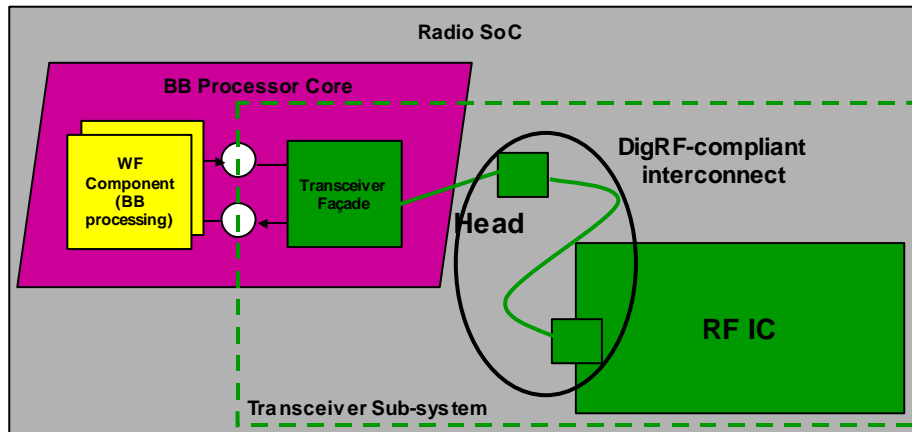 Radio SoC
BB Processor Core
WF
Component
(BB
processing)
Transceiver
Façade
Head
DigRF-compliant
interconnect
RF IC
Transceiver Sub-system